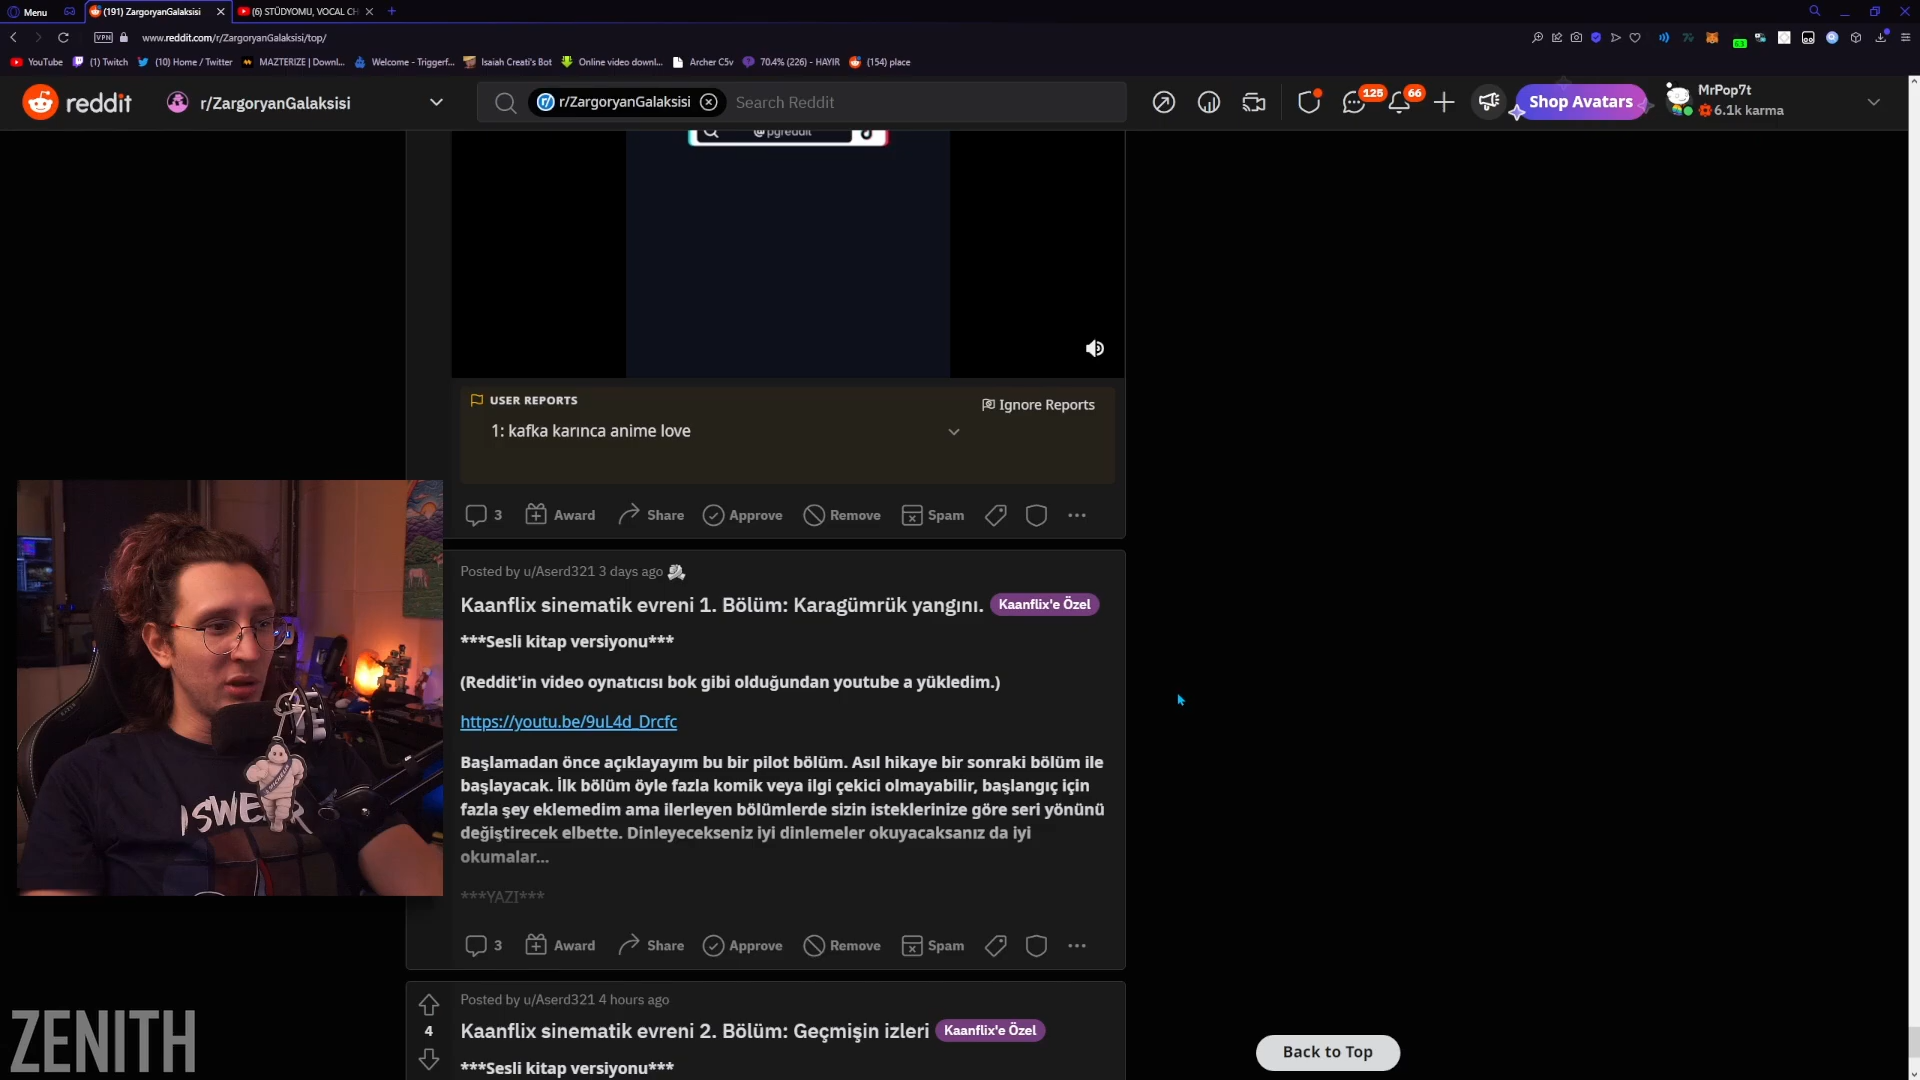 Menu
(191) ZargoryanGalaksisi
(6) STÜDYOMU, VOCAL CH
VPN
www.reddit.com/r/ZargoryanGalaksisi/top/
63
YouTube
(1) Twitch
(10) Home / Twitter
MAZTERIZE | Downl...
Welcome - Triggerf...
Isaiah Creati's Bot
Online video downl...
Archer C5v
70.4% (226) - HAYIR
(154) place
reddit
r/ZargoryanGalaksisi
r/ZargoryanGalaksisi
Search Reddit
125
66
Shop Avatars
MrPop7t
6.1k karma
@pgreddit
USER REPORTS
Ignore Reports
1: kafka karınca anime love
3
Award
Share
Approve
Remove
Spam
Posted by u/Aserd321 3 days ago
Kaanflix sinematik evreni 1. Bölüm: Karagümrük yangını.
Kaanflix'e Özel
***Sesli kitap versiyonu***
(Reddit'in video oynatıcısı bok gibi olduğundan youtube a yükledim.)
https://youtu.be/9uL4d_Drcfc
Başlamadan önce açıklayayım bu bir pilot bölüm. Asıl hikaye bir sonraki bölüm ile
başlayacak. İlk bölüm öyle fazla komik veya ilgi çekici olmayabilir, başlangıç için
fazla şey eklemedim ama ilerleyen bölümlerde sizin isteklerinize göre seri yönünü
değiştirecek elbette. Dinleyecekseniz iyi dinlemeler okuyacaksanız da iyi
okumalar...
***YAZI***
3
Award
Share
Approve
Remove
Spam
Posted by u/Aserd321 4 hours ago
4
Kaanflix sinematik evreni 2. Bölüm: Geçmişin izleri
Kaanflix'e Özel
***Sesli kitap versiyonu***
Back to Top
I SWEAR
ZENITH